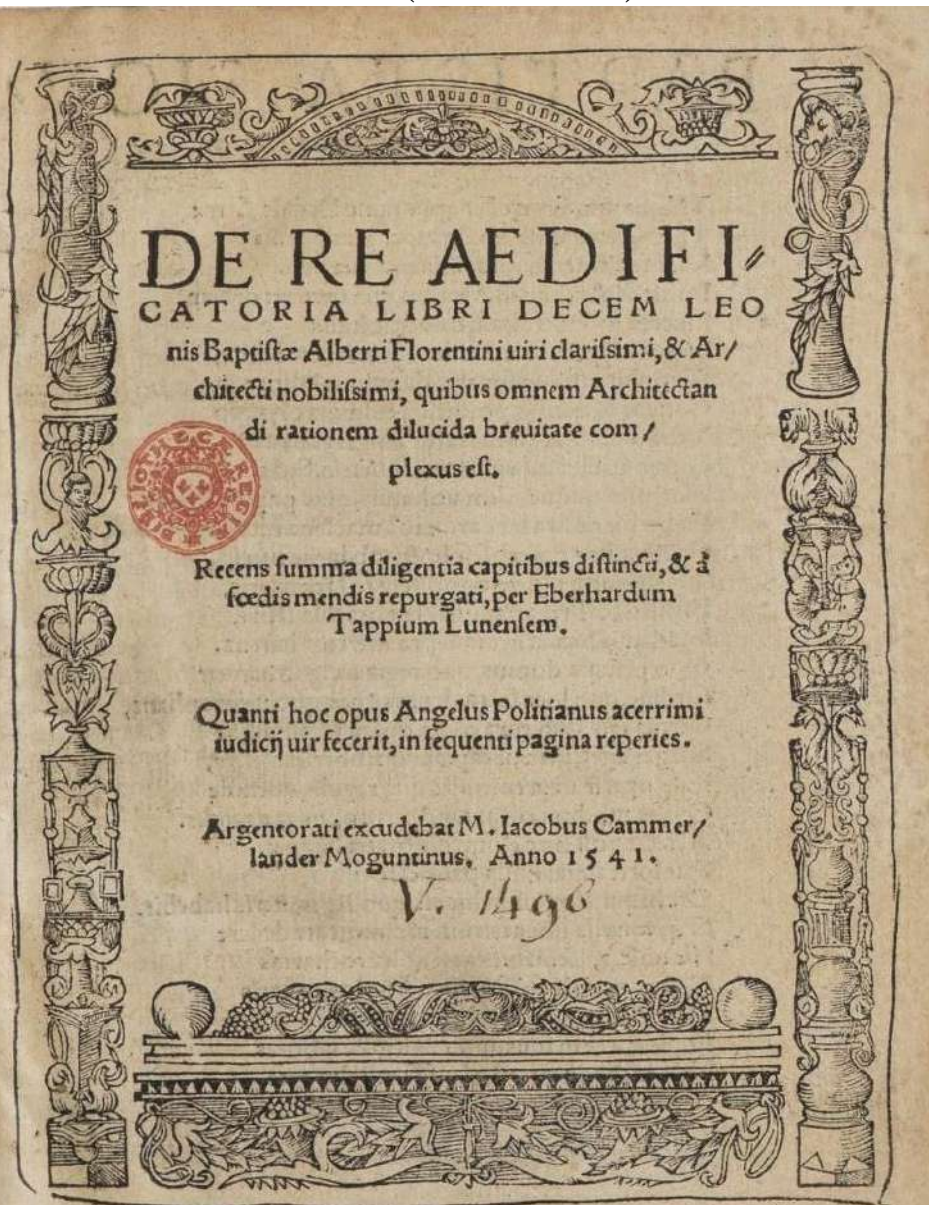 DE RE AEDIFI⸗
CATORIA LIBRI DECEM LEO
nis Baptistæ Alberti Florentini uiri clarissimi, & Ar/
chitecti nobilissimi, quibus omnem Architectan
di rationem dilucida breuitate com/
plexus est.
BIBLIOTHECÆ REGIÆ
Recens summa diligentia capitibus distincti, & à
fœdis mendis repurgati, per Eberhardum
Tappium Lunensem.
Quanti hoc opus Angelus Politianus acerrimi
iudicij uir fecerit, in sequenti pagina reperies.
Argentorati excudebat M. Iacobus Cammer/
lander Moguntinus. Anno 1541.
V. 1496